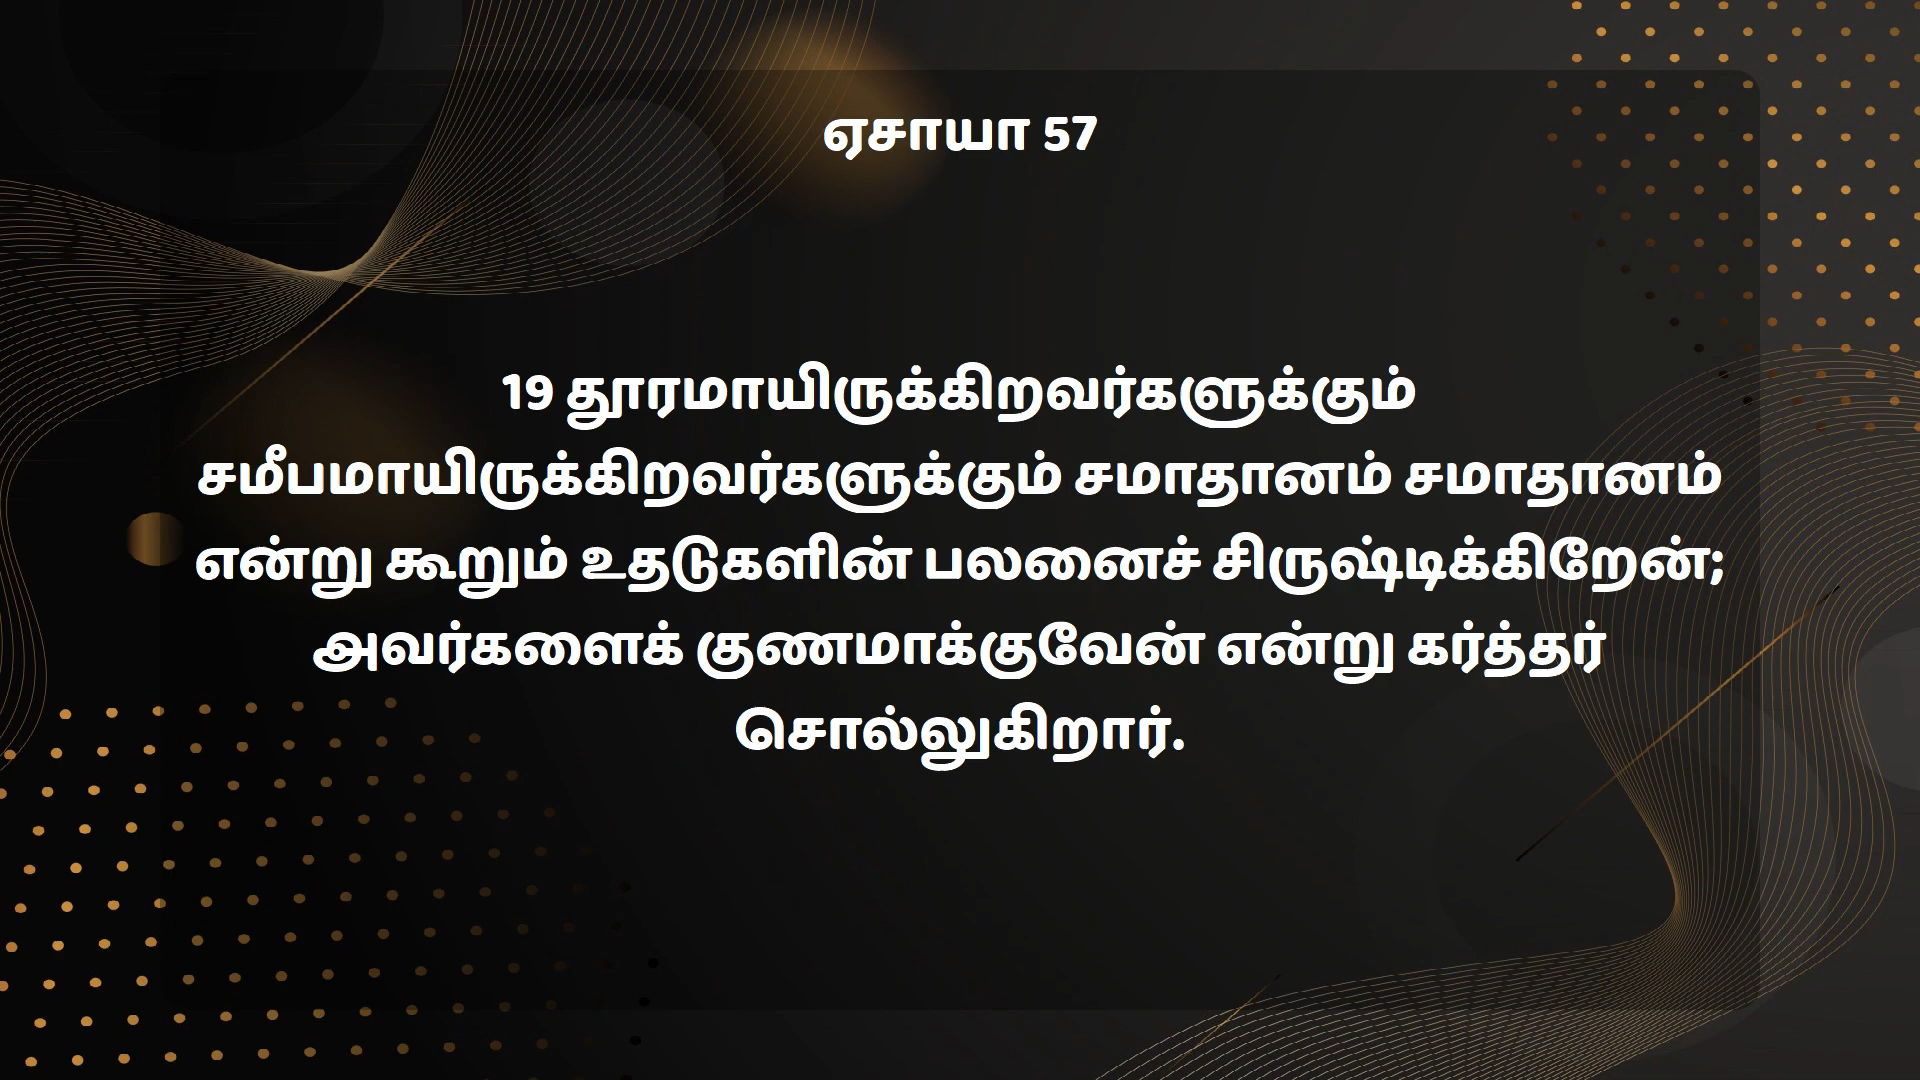 ஏசாயா 57
19 தூரமாயிருக்கிறவர்களுக்கும்
சமீபமாயிருக்கிறவர்களுக்கும் சமாதானம் சமாதானம்
என்று கூறும் உதடுகளின் பலனைச் சிருஷ்டிக்கிறேன்;
அவர்களைக் குணமாக்குவேன் என்று கர்த்தர்
சொல்லுகிறார்.